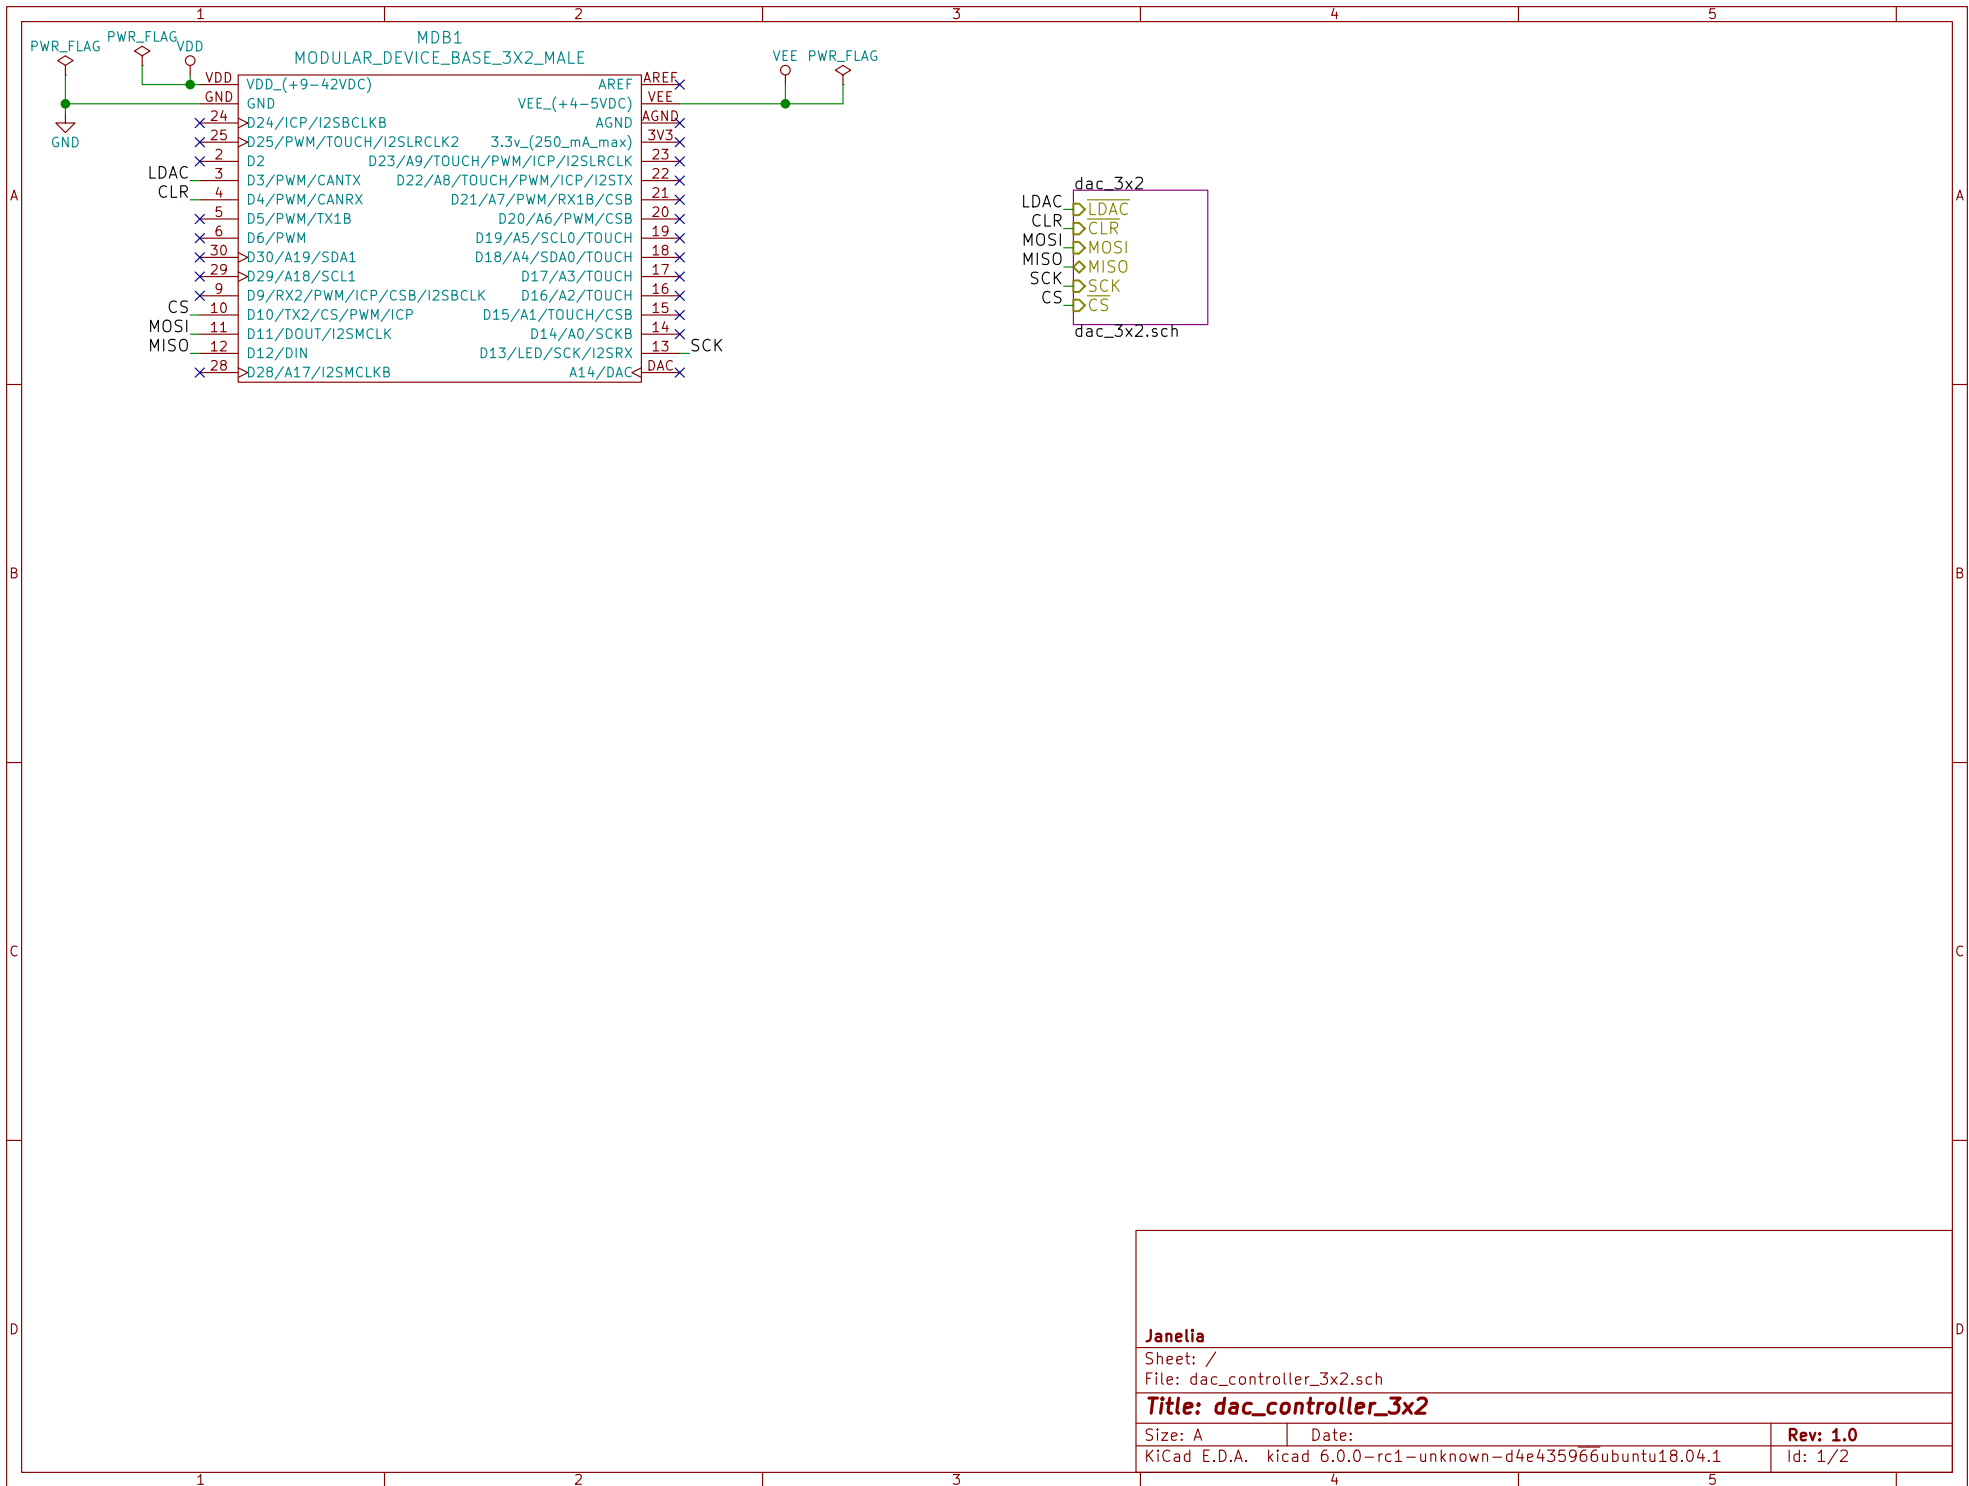 1 2 3 4 5
PWR_FLAG PWR_FLAG VDD MDB1 VEE PWR_FLAG
MODULAR_DEVICE_BASE_3X2_MALE
VDD VDD_(+9-42VDC) AREF AREF
GND GND VEE_(+4-5VDC) VEE
24 D24/ICP/I2SBCLKB AGND AGND
GND
25 D25/PWM/TOUCH/I2SLRCLK2 3.3v_(250_mA_max) 3V3
2 D2 D23/A9/TOUCH/PWM/ICP/I2SLRCLK 23
LDAC 3 D3/PWM/CANTX D22/A8/TOUCH/PWM/ICP/I2STX 22
CLR 4 D4/PWM/CANRX D21/A7/PWM/RX1B/CSB 21
5 D5/PWM/TX1B D20/A6/PWM/CSB 20
6 D6/PWM D19/A5/SCL0/TOUCH 19
30 D30/A19/SDA1 D18/A4/SDA0/TOUCH 18
29 D29/A18/SCL1 D17/A3/TOUCH 17
9 D9/RX2/PWM/ICP/CSB/I2SBCLK D16/A2/TOUCH 16
CS 10 D10/TX2/CS/PWM/ICP D15/A1/TOUCH/CSB 15
MOSI 11 D11/DOUT/I2SMCLK D14/A0/SCKB 14
MISO 12 D12/DIN D13/LED/SCK/I2SRX 13 SCK
28 D28/A17/I2SMCLKB A14/DAC DAC
dac_3x2
LDAC LDAC
CLR CLR
MOSI MOSI
MISO MISO
SCK SCK
CS CS
dac_3x2.sch
A A
B B
C C
D D
Janelia
Sheet: /
File: dac_controller_3x2.sch
Title: dac_controller_3x2
Size: A Date: Rev: 1.0
KiCad E.D.A. kicad 6.0.0-rc1-unknown-d4e435966ubuntu18.04.1 Id: 1/2
1 2 3 4 5